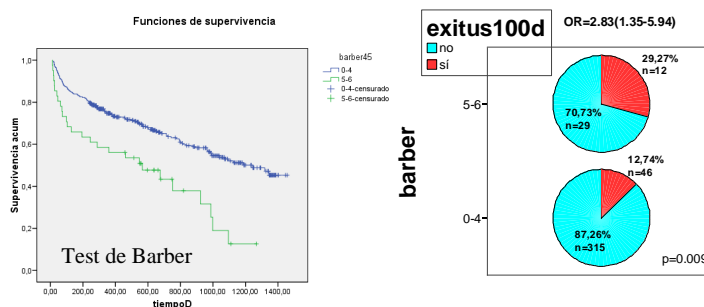 Funciones de supervivencia
Supervivencia acum
1,0
0,8
0,6
0,4
0,2
0,0
0,00
200,00
400,00
600,00
800,00
1000,00
1200,00
1400,00
tiempoD
Test de Barber
barber45
0-4
5-6
0-4-censurado
5-6-censurado
exitus100d
no
sí
OR=2.83(1.35-5.94)
barber
5-6
29,27%
n=12
70,73%
n=29
0-4
12,74%
n=46
87,26%
n=315
p=0.009